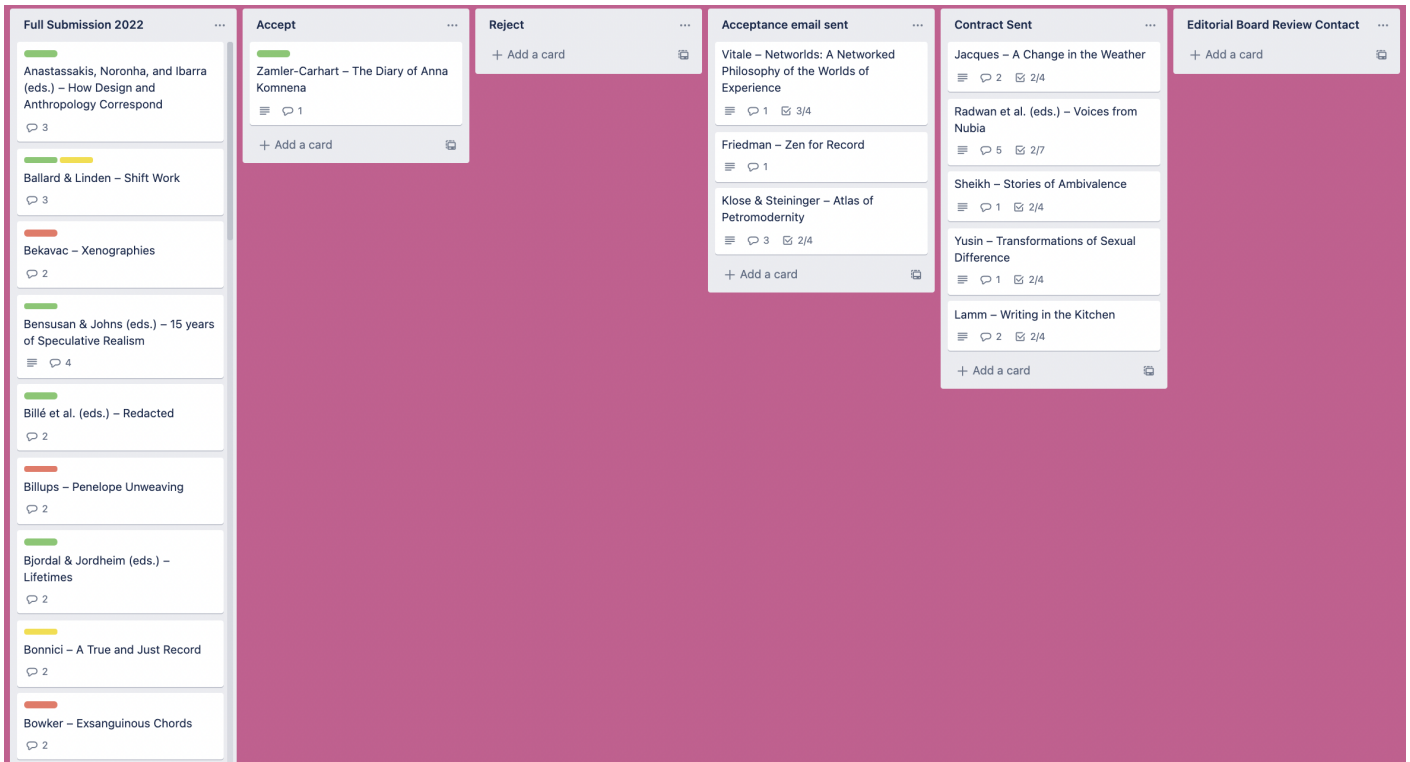 Full Submission 2022
Anastassakis, Noronha, and Ibarra
(eds.) – How Design and
Anthropology Correspond
3
Ballard & Linden – Shift Work
3
Bekavac – Xenographies
2
Bensusan & Johns (eds.) – 15 years
of Speculative Realism
4
Billé et al. (eds.) – Redacted
2
Billups – Penelope Unweaving
2
Bjordal & Jordheim (eds.) –
Lifetimes
2
Bonnici – A True and Just Record
2
Bowker – Exsanguinous Chords
2
Accept
Zamler-Carhart – The Diary of Anna
Komnena
1
+ Add a card
Reject
+ Add a card
Acceptance email sent
Vitale – Networlds: A Networked
Philosophy of the Worlds of
Experience
1 3/4
Friedman – Zen for Record
1
Klose & Steininger – Atlas of
Petromodernity
3 2/4
+ Add a card
Contract Sent
Jacques – A Change in the Weather
2 2/4
Radwan et al. (eds.) – Voices from
Nubia
5 2/7
Sheikh – Stories of Ambivalence
1 2/4
Yusin – Transformations of Sexual
Difference
1 2/4
Lamm – Writing in the Kitchen
2 2/4
+ Add a card
Editorial Board Review Contact
+ Add a card